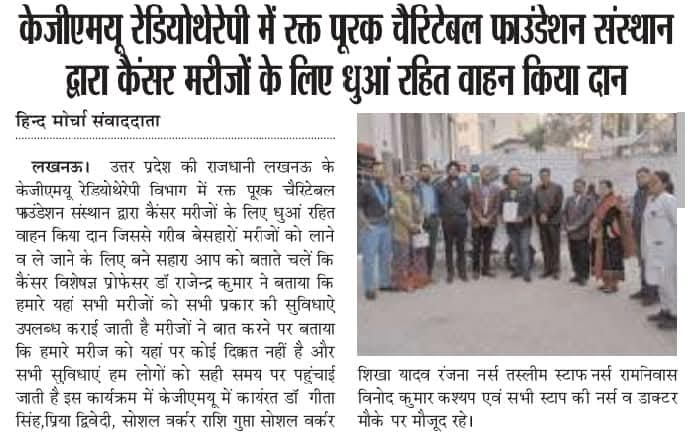 केजीएमयू रेडियोथेरेपी में रक्त पूरक चैरिटेबल फाउंडेशन संस्थान
द्वारा कैंसर मरीजों के लिए धुआं रहित वाहन किया दान
हिन्द मोर्चा संवाददाता
लखनऊ। उत्तर प्रदेश की राजधानी लखनऊ के
केजीएमयू रेडियोथेरेपी विभाग में रक्त पूरक चैरिटेबल
फाउंडेशन संस्थान द्वारा कैंसर मरीजों के लिए धुआं रहित
वाहन किया दान जिससे गरीब बेसहारों मरीजों को लाने
व ले जाने के लिए बने सहारा आप को बताते चलें कि
कैंसर विशेषज्ञ प्रोफेसर डॉ राजेन्द्र कुमार ने बताया कि
हमारे यहां सभी मरीजों को सभी प्रकार की सुविधाऐ
उपलब्ध कराई जाती है मरीजों ने बात करने पर बताया
कि हमारे मरीज को यहां पर कोई दिक्कत नहीं है और
सभी सुविधाएं हम लोगों को सही समय पर पहुंचाई
जाती है इस कार्यक्रम में केजीएमयू में कार्यरत डॉ गीता
सिंह,प्रिया द्विवेदी, सोशल वर्कर राशि गुप्ता सोशल वर्कर
शिखा यादव रंजना नर्स तस्लीम स्टाफ नर्स रामनिवास
विनोद कुमार कश्यप एवं सभी स्टाप की नर्स व डाक्टर
मौके पर मौजूद रहे।